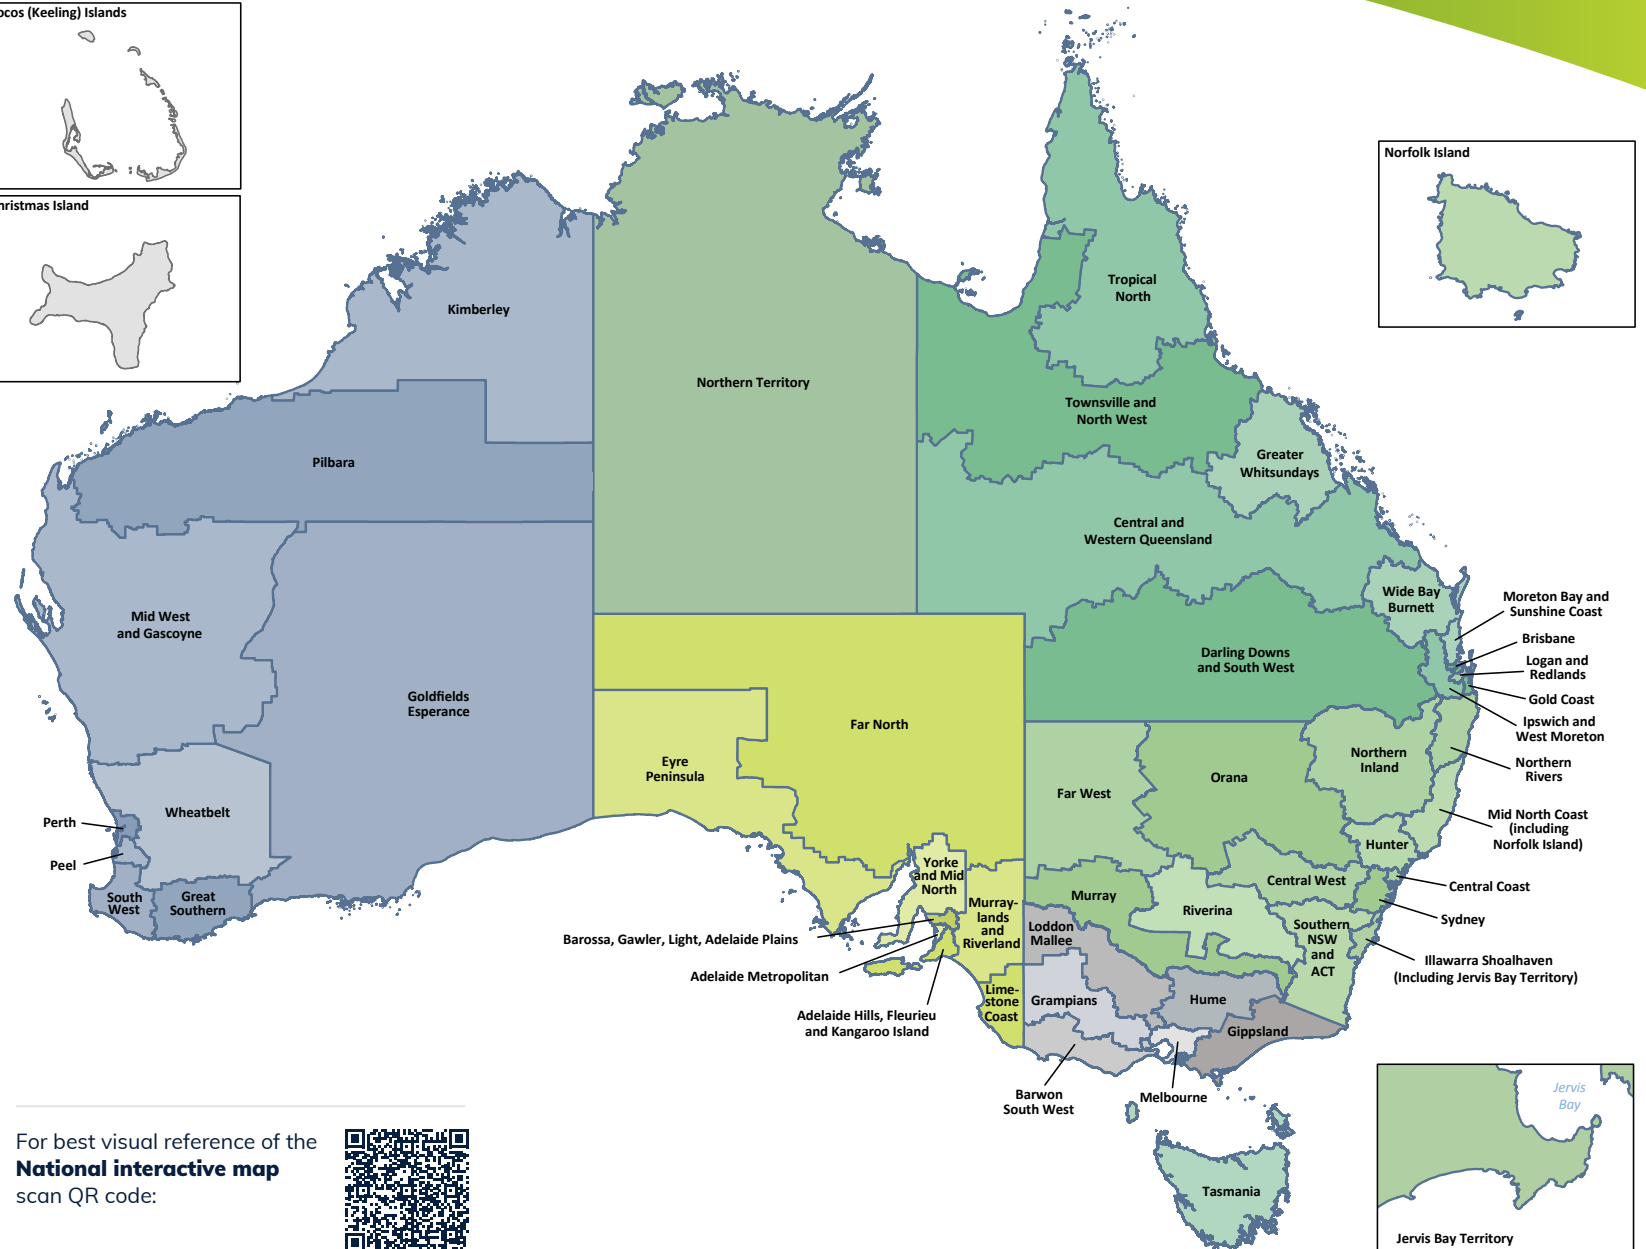 ocos (Keeling) Islands
hristmas Island
Norfolk Island
Kimberley
Tropical
North
Northern Territory
Townsville and
North West
Pilbara
Greater
Whitsundays
Central and
Western Queensland
Mid West
and Gascoyne
Wide Bay
Burnett
Moreton Bay and
Sunshine Coast
Brisbane
Logan and
Redlands
Gold Coast
Ipswich and
West Moreton
Darling Downs
and South West
Goldfields
Esperance
Far North
Eyre
Peninsula
Northern
Inland
Northern
Rivers
Orana
Far West
Wheatbelt
Perth
Peel
Mid North Coast
(including
Norfolk Island)
Hunter
South
West
Great
Southern
Yorke
and Mid
North
Murray
Central West
Central Coast
Riverina
Sydney
Murray-
lands
and
Riverland
Loddon
Mallee
Southern
NSW
and
ACT
Barossa, Gawler, Light, Adelaide Plains
Adelaide Metropolitan
Illawarra Shoalhaven
(Including Jervis Bay Territory)
Adelaide Hills, Fleurieu
and Kangaroo Island
Lime-
stone
Coast
Grampians
Hume
Gippsland
Barwon
South West
Melbourne
Tasmania
Jervis
Bay
Jervis Bay Territory
For best visual reference of the
National interactive map
scan QR code: